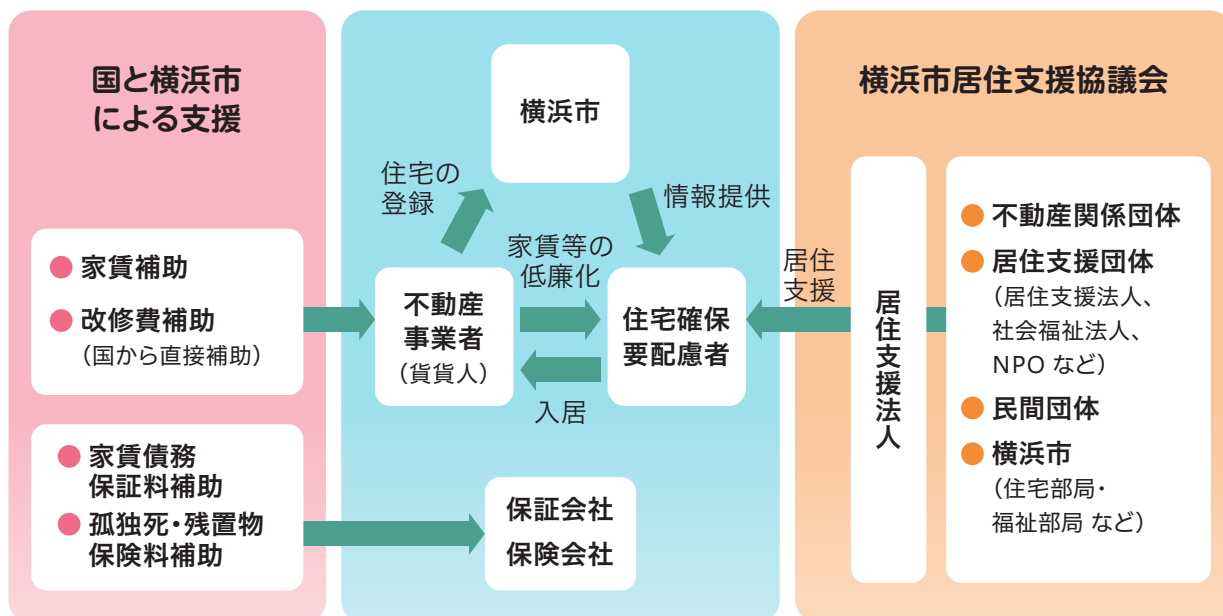 国と横浜市
による支援
家賃補助
改修費補助
（国から直接補助）
家賃債務
保証料補助
孤独死・残置物
保険料補助
横浜市
住宅の
登録
情報提供
家賃等の
低廉化
不動産
事業者
（貨貨人）
住宅確保
要配慮者
入居
保証会社
保険会社
横浜市居住支援協議会
居住
支援
居住支援法人
不動産関係団体
居住支援団体
（居住支援法人、
社会福祉法人、
NPO など）
民間団体
横浜市
（住宅部局・
福祉部局 など）